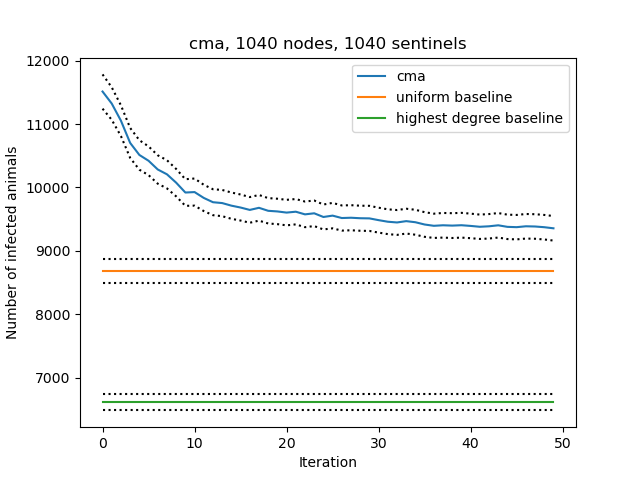 cma, 1040 nodes, 1040 sentinels
cma
uniform baseline
highest degree baseline
Number of infected animals
12000
11000
10000
9000
8000
7000
0 10 20 30 40 50
Iteration